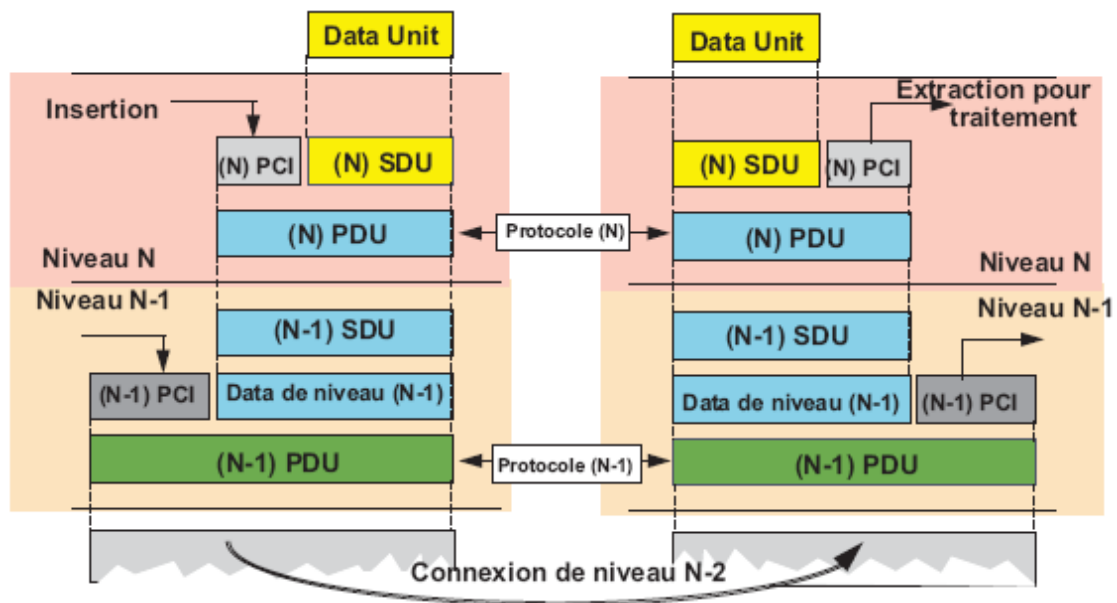 Data Unit
Data Unit
Insertion
Extraction pour
traitement
(N) PCI
(N) SDU
(N) SDU
(N) PCI
(N) PDU
Protocole (N)
(N) PDU
Niveau N
Niveau N
Niveau N-1
Niveau N-1
(N-1) SDU
(N-1) SDU
(N-1) PCI
Data de niveau (N-1)
Data de niveau (N-1)
(N-1) PCI
(N-1) PDU
Protocole (N-1)
(N-1) PDU
Connexion de niveau N-2